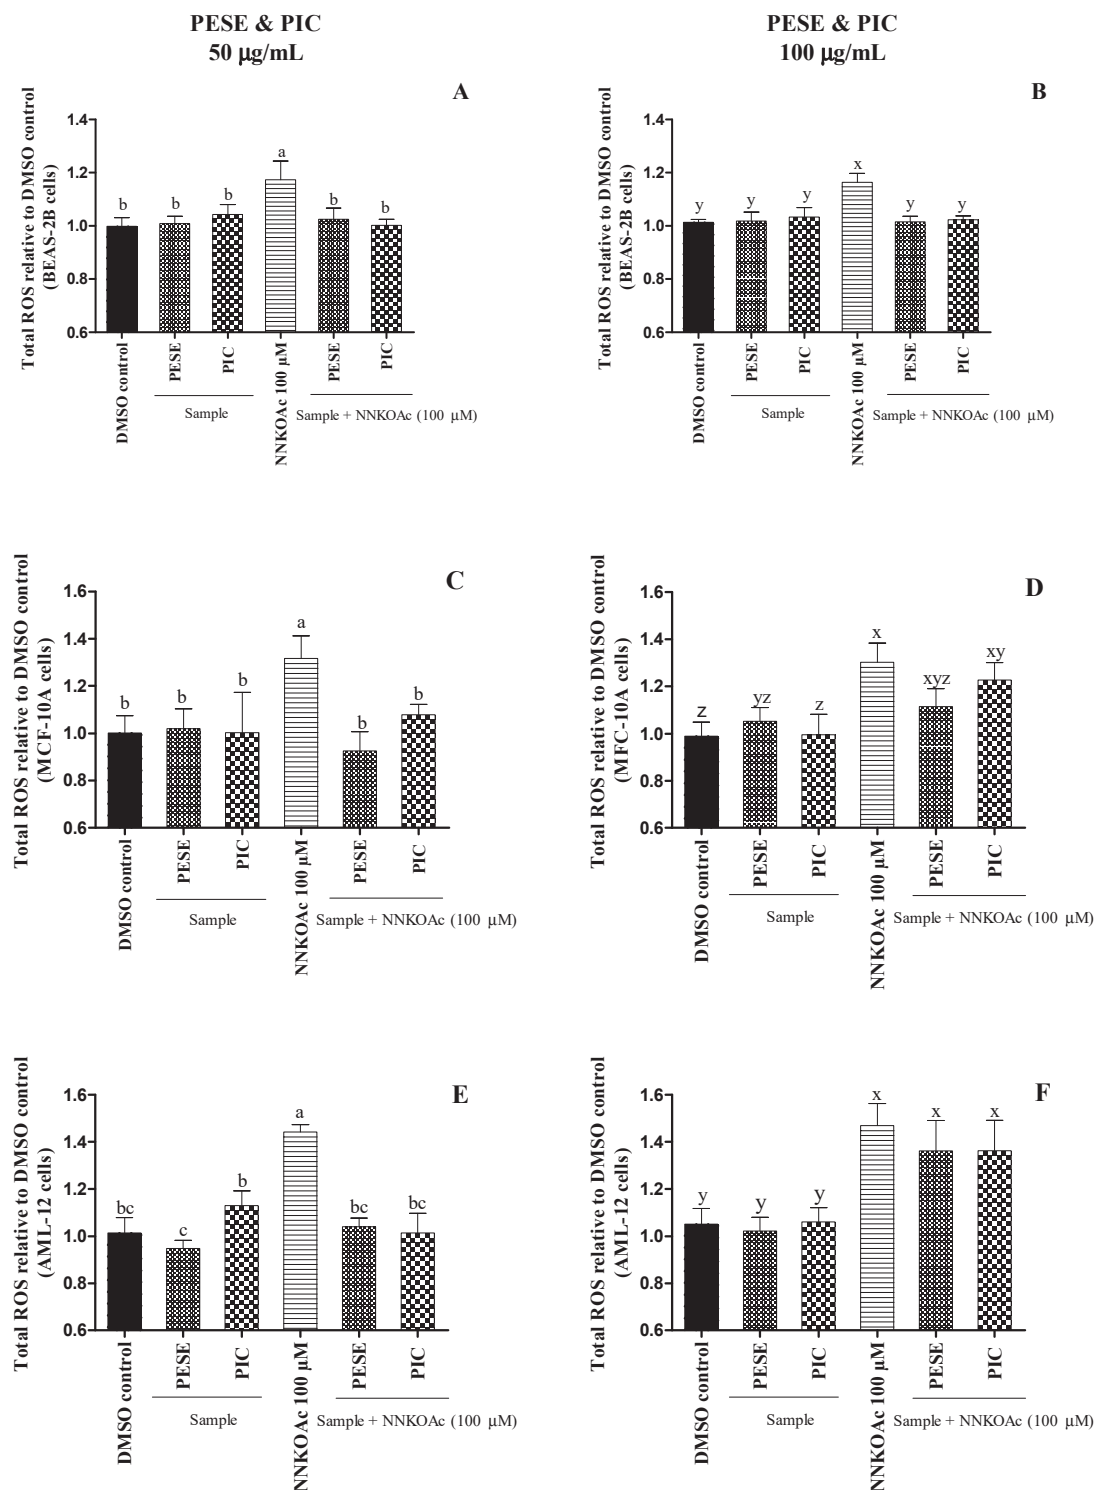 PESE & PIC
50 µg/mL
PESE & PIC
100 µg/mL
A
Total ROS relative to DMSO control
(BEAS-2B cells)
1.4
1.2
1.0
0.8
0.6
b
b
b
a
b
b
DMSO control
PESE
PIC
NNKOAc 100 µM
PESE
PIC
Sample
Sample + NNKOAc (100 µM)
B
Total ROS relative to DMSO control
(BEAS-2B cells)
1.4
1.2
1.0
0.8
0.6
y
y
y
x
y
y
DMSO control
PESE
PIC
NNKOAc 100 µM
PESE
PIC
Sample
Sample + NNKOAc (100 µM)
C
Total ROS relative to DMSO control
(MCF-10A cells)
1.6
1.4
1.2
1.0
0.8
0.6
b
b
b
a
b
b
DMSO control
PESE
PIC
NNKOAc 100 µM
PESE
PIC
Sample
Sample + NNKOAc (100 µM)
D
Total ROS relative to DMSO control
(MFC-10A cells)
1.6
1.4
1.2
1.0
0.8
0.6
z
yz
z
x
xyz
xy
DMSO control
PESE
PIC
NNKOAc 100 µM
PESE
PIC
Sample
Sample + NNKOAc (100 µM)
E
Total ROS relative to DMSO control
(AML-12 cells)
1.6
1.4
1.2
1.0
0.8
0.6
bc
c
b
a
bc
bc
DMSO control
PESE
PIC
NNKOAc 100 µM
PESE
PIC
Sample
Sample + NNKOAc (100 µM)
F
Total ROS relative to DMSO control
(AML-12 cells)
1.6
1.4
1.2
1.0
0.8
0.6
y
y
y
x
x
x
DMSO control
PESE
PIC
NNKOAc 100 µM
PESE
PIC
Sample
Sample + NNKOAc (100 µM)